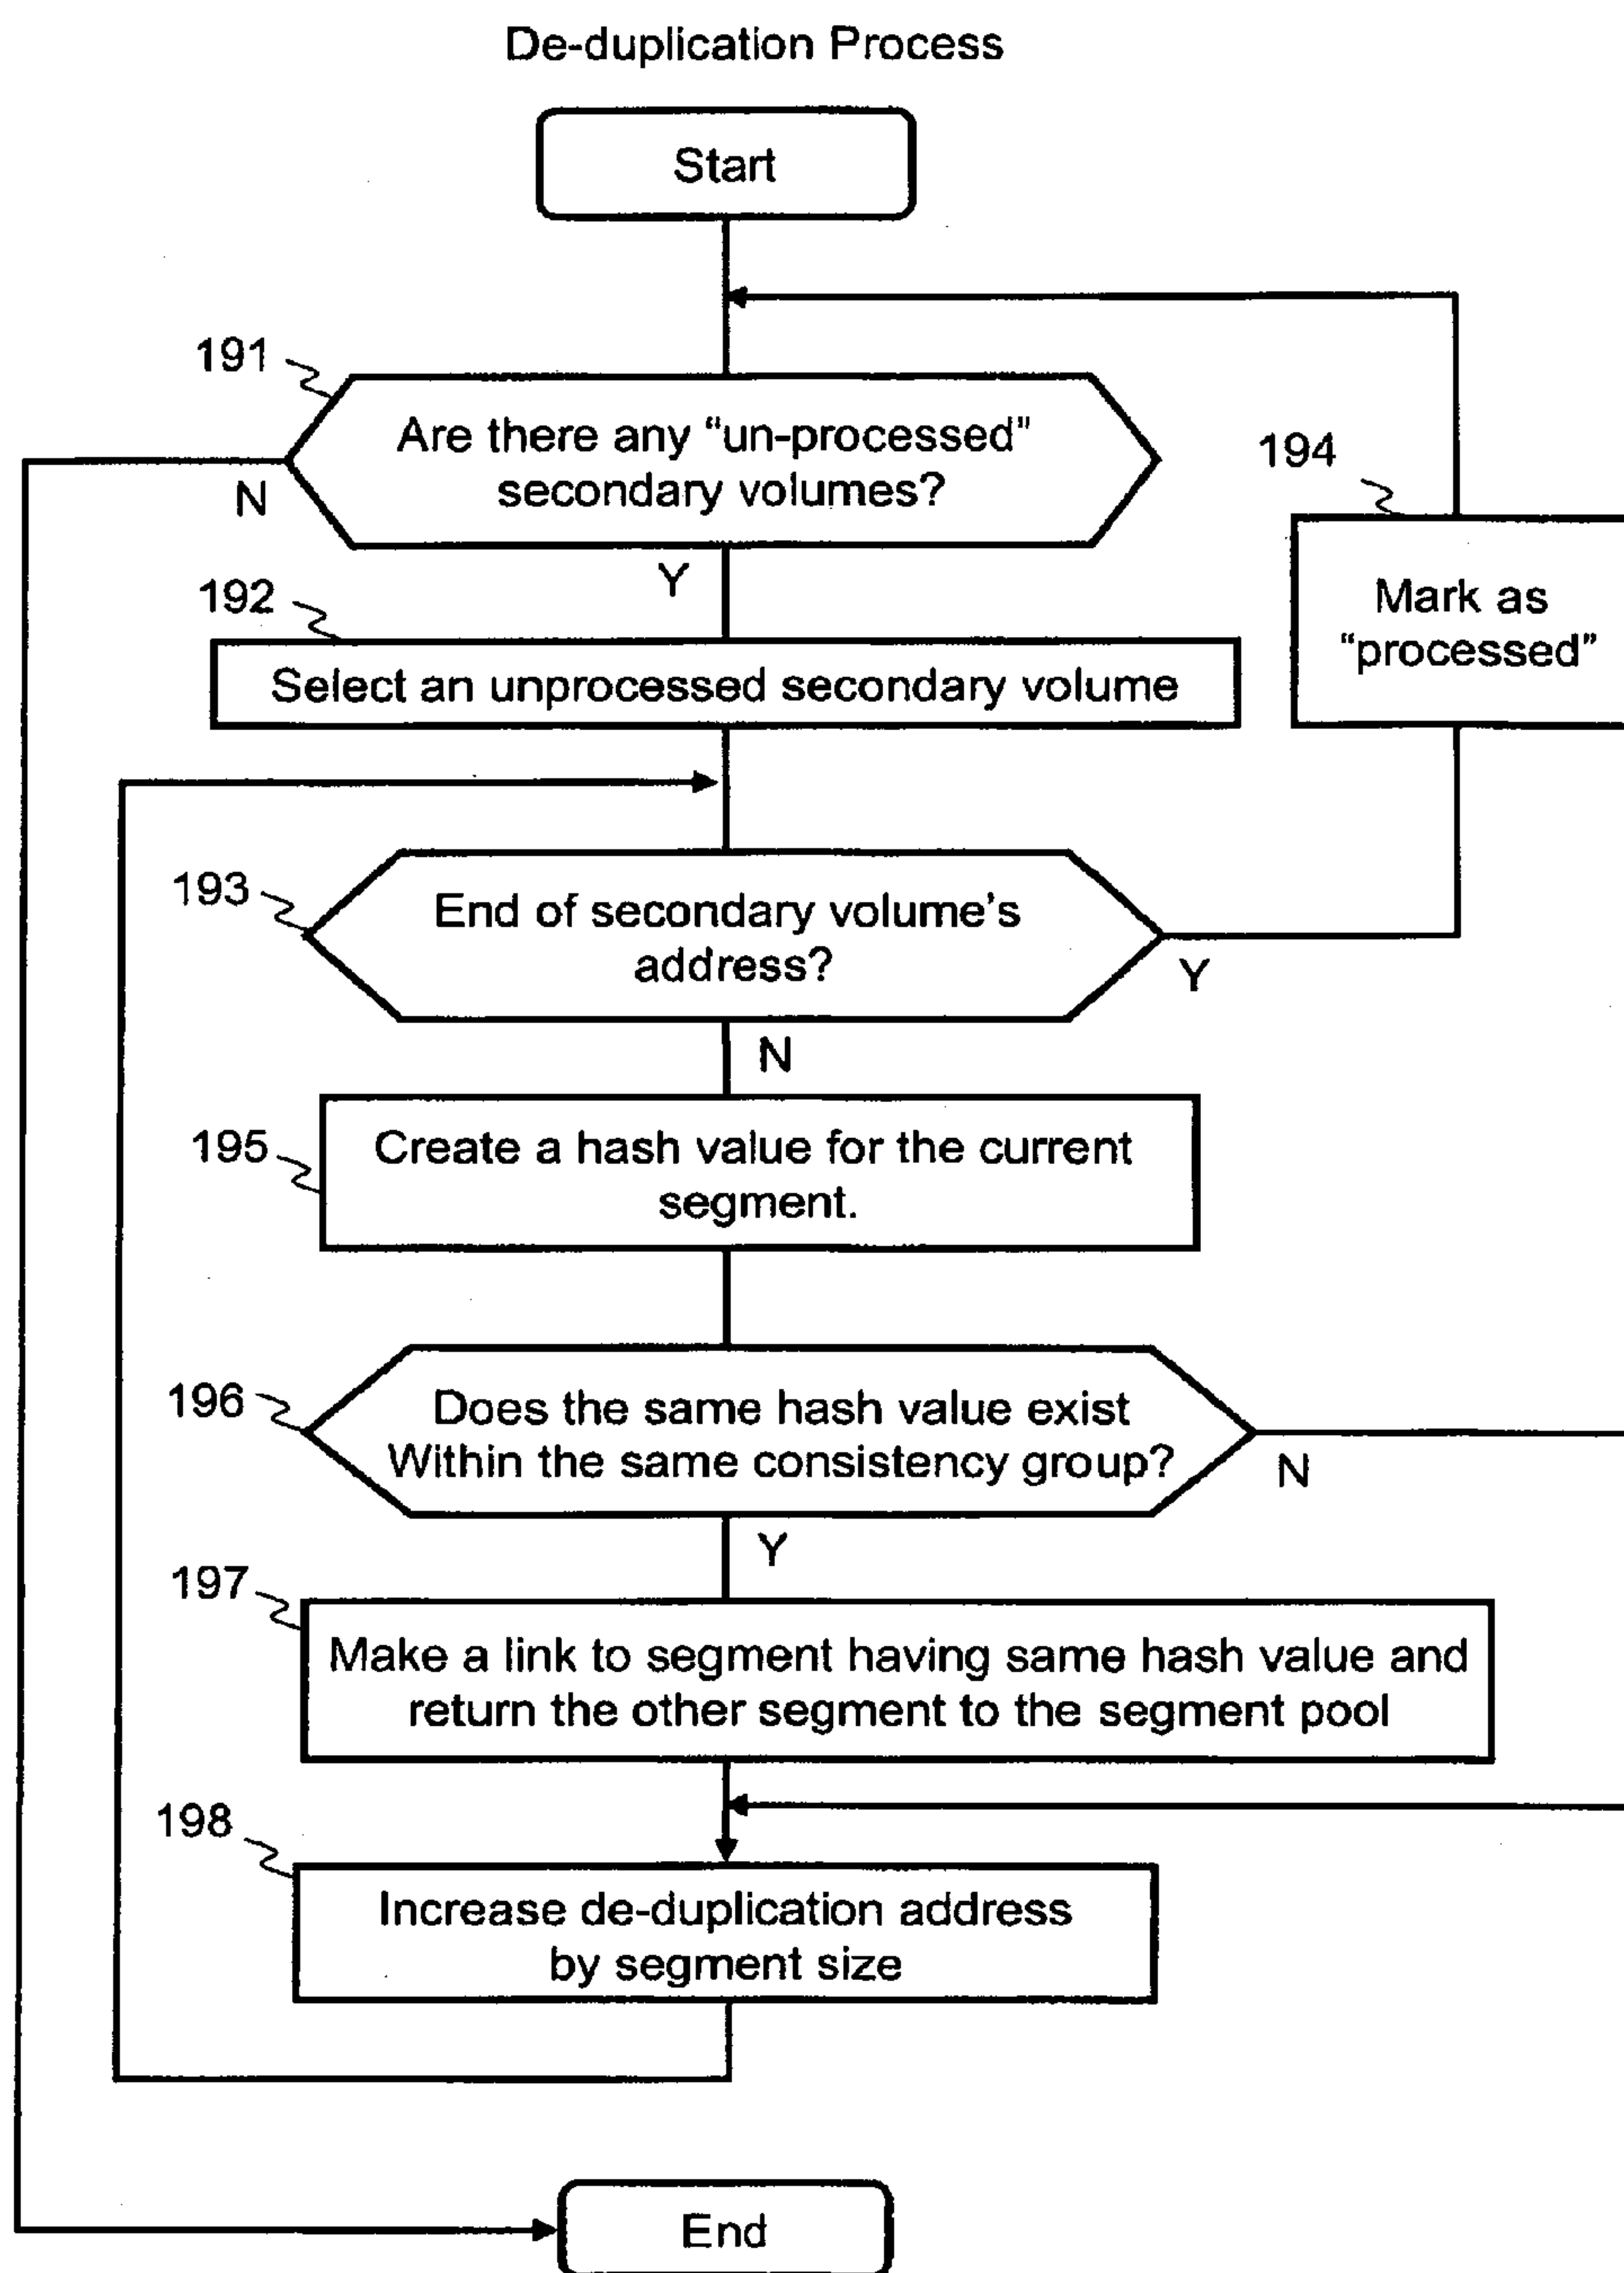 De-duplication Process
Start
191
Are there any “un-processed”
secondary volumes?
N
Y
194
Mark as
“processed”
192
Select an unprocessed secondary volume
193
End of secondary volume’s
address?
Y
N
195
Create a hash value for the current
segment.
196
Does the same hash value exist
Within the same consistency group?
N
Y
197
Make a link to segment having same hash value and
return the other segment to the segment pool
198
Increase de-duplication address
by segment size
End